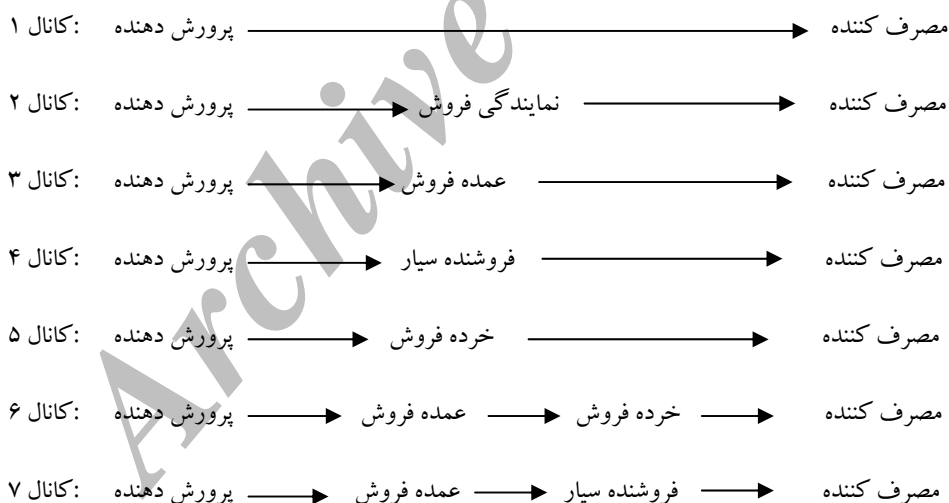 کانال ۱: پرورش دهنده مصرف کننده
کانال ۲: پرورش دهنده نمایندگی فروش مصرف کننده
کانال ۳: پرورش دهنده عمده فروش مصرف کننده
کانال ۴: پرورش دهنده فروشنده سیار مصرف کننده
کانال ۵: پرورش دهنده خرده فروش مصرف کننده
کانال ۶: پرورش دهنده عمده فروش خرده فروش مصرف کننده
کانال ۷: پرورش دهنده عمده فروش فروشنده سیار مصرف کننده
Archive